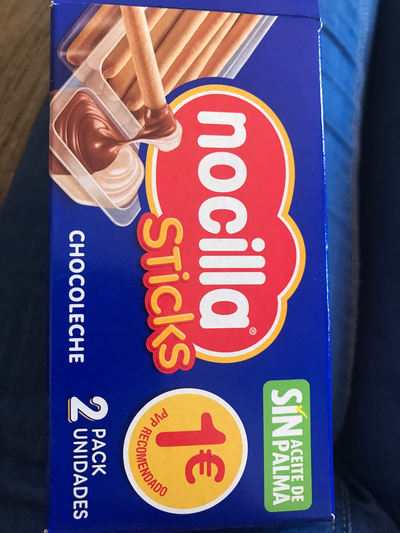 nocilla®
Sticks
CHOCOLECHE
2 PACK
UNIDADES
1€
PVP RECOMENDADO
SIN
ACEITE DE
PALMA